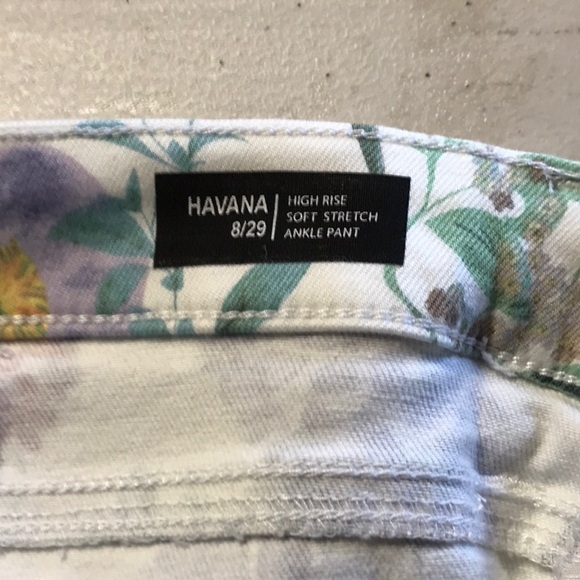 HAVANA
8/29
HIGH RISE
SOFT STRETCH
ANKLE PANT